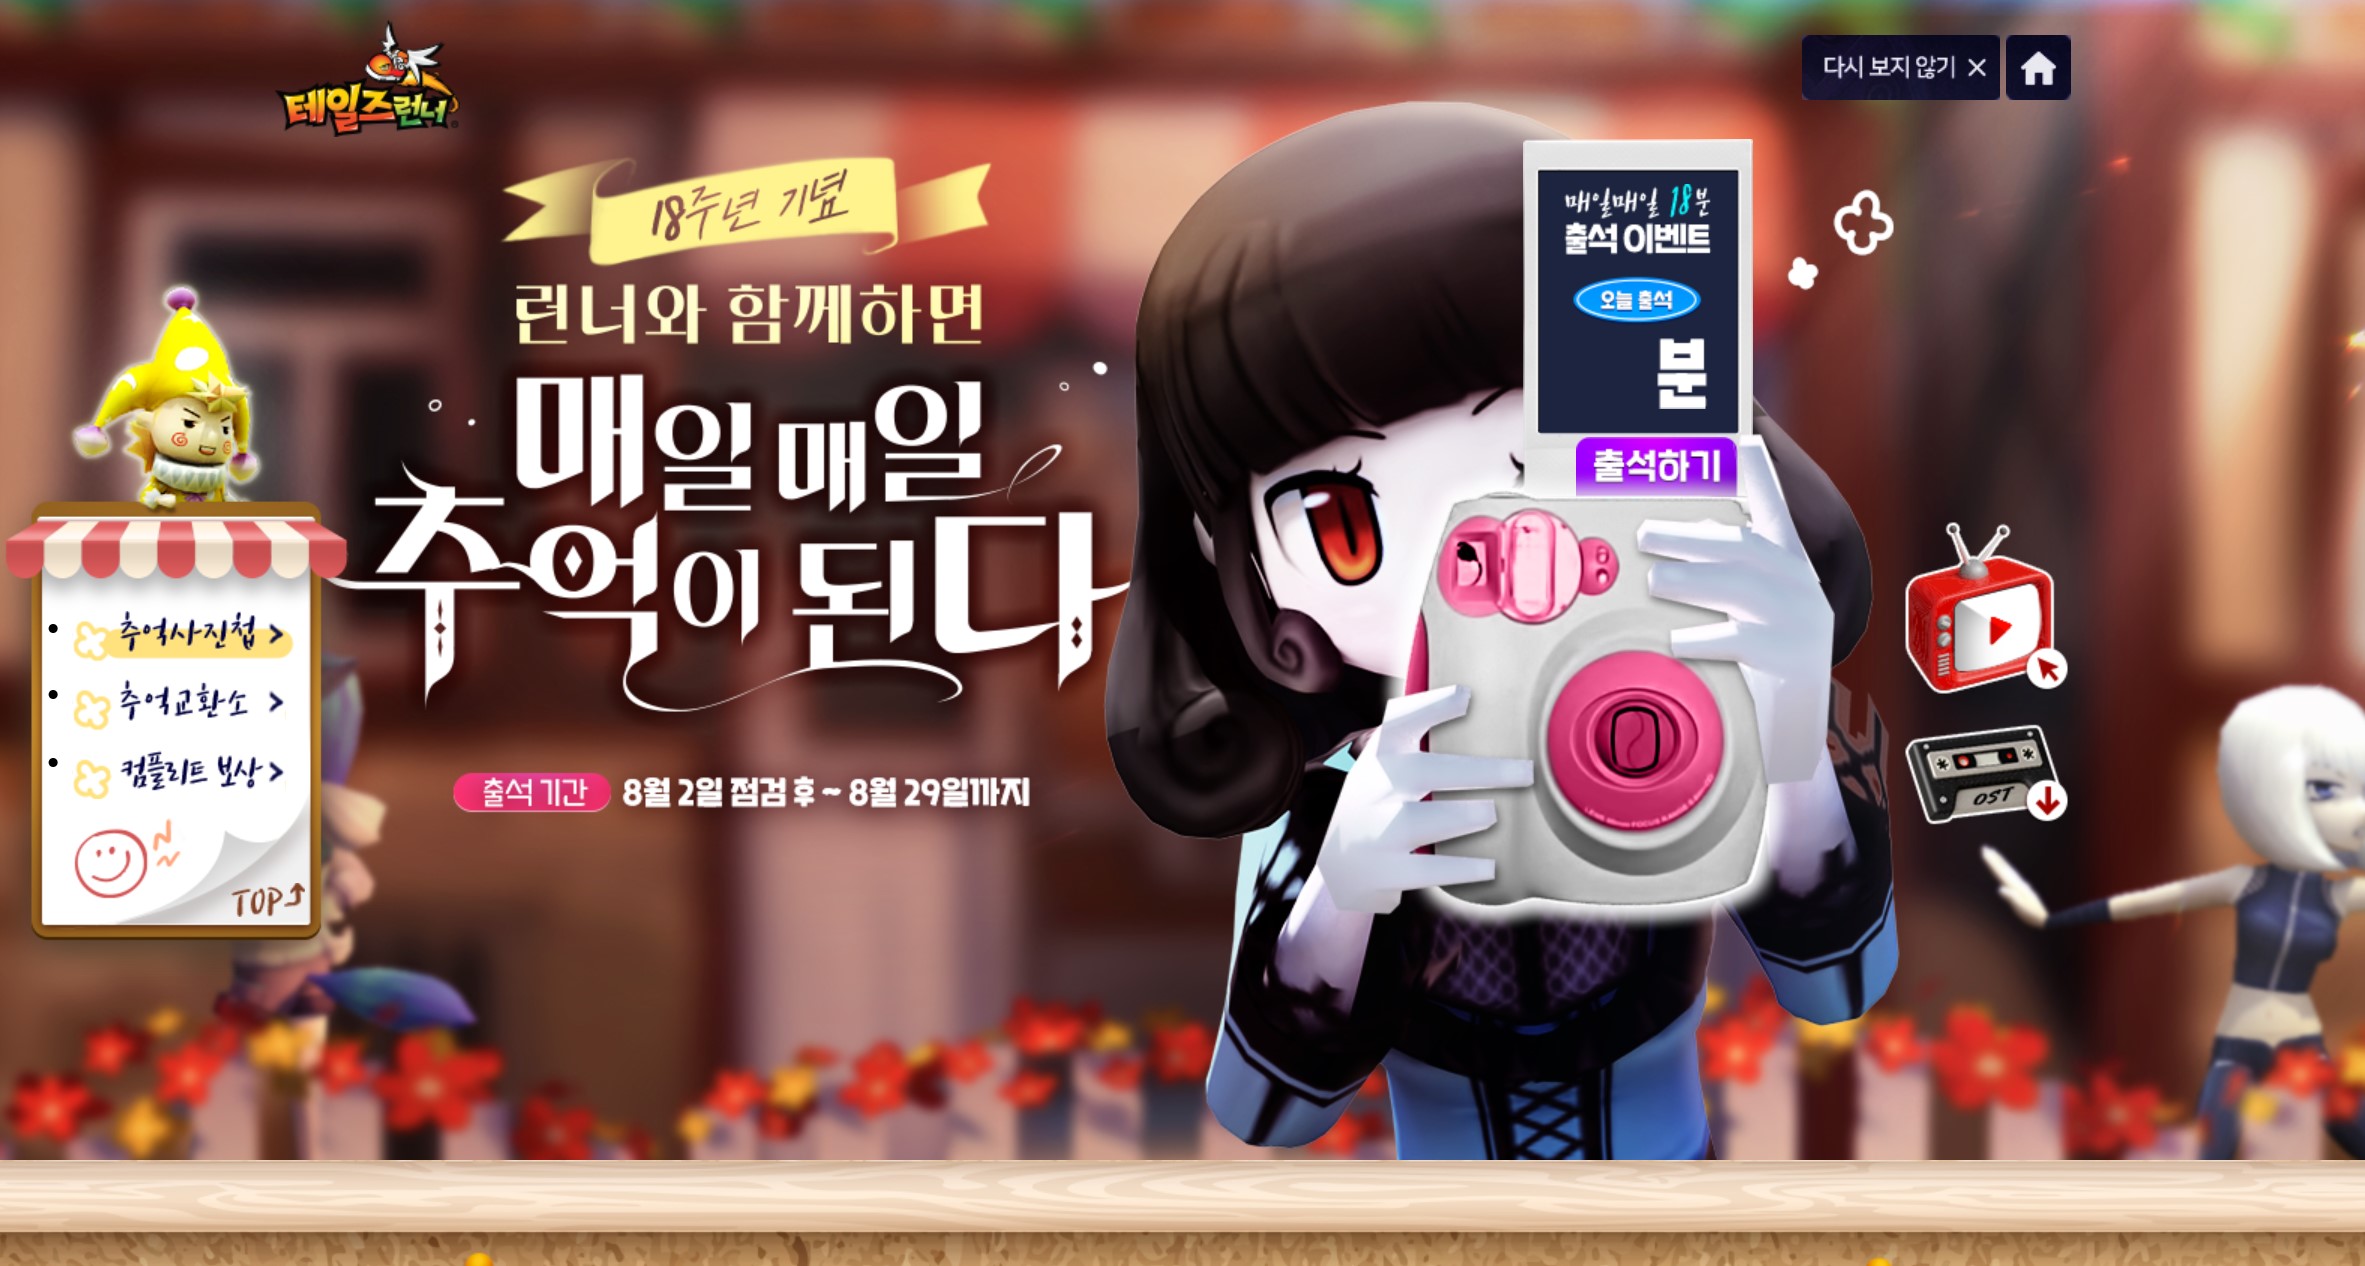 테일즈런너
다시 보지 않기 ×
18주년 기념
런너와 함께하면
매일 매일
추억이 된다
출석 기간 8월 2일 점검 후 ~ 8월 29일까지
매일매일 18분
출석 이벤트
오늘 출석
분
출석하기
추억사진첩 >
추억교환소 >
컴플리트 보상 >
TOP
OST